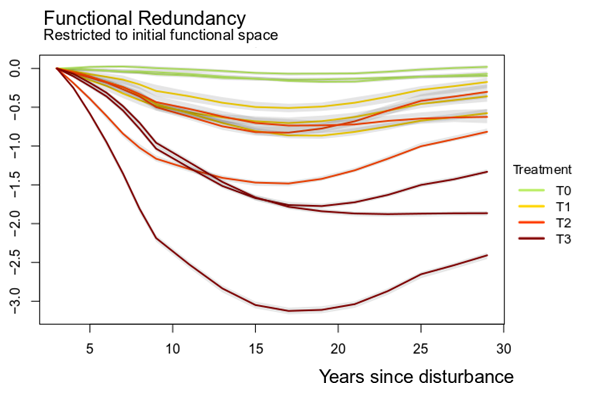 Functional Redundancy
Restricted to initial functional space
0.0
−0.5
−1.0
−1.5
−2.0
−2.5
−3.0
Treatment
T0
T1
T2
T3
5 10 15 20 25 30
Years since disturbance